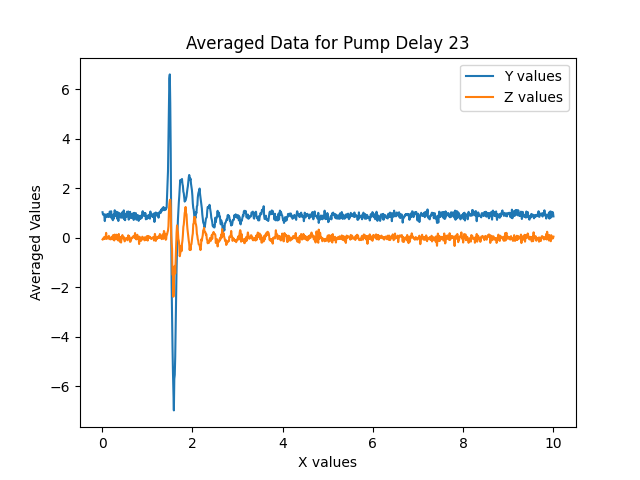 Averaged Data for Pump Delay 23
Y values
Z values
Averaged Values
6
4
2
0
−2
−4
−6
0 2 4 6 8 10
X values